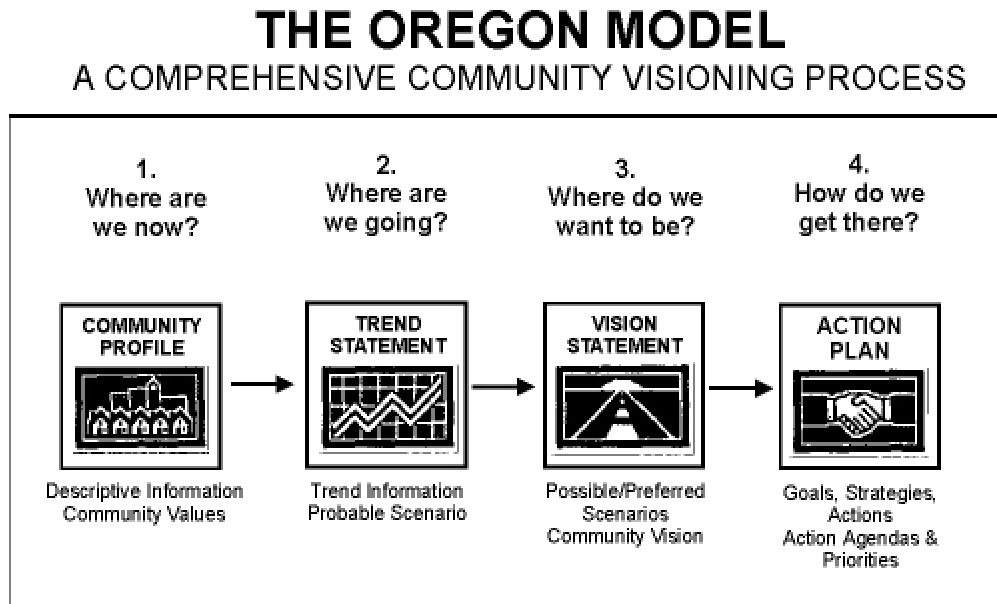 THE OREGON MODEL
A COMPREHENSIVE COMMUNITY VISIONING PROCESS
1.
Where are
we now?
2.
Where are
we going?
3.
Where do we
want to be?
4.
How do we
get there?
COMMUNITY
PROFILE
TREND
STATEMENT
VISION
STATEMENT
ACTION
PLAN
Descriptive Information
Community Values
Trend Information
Probable Scenario
Possible/Preferred
Scenarios
Community Vision
Goals, Strategies,
Actions
Action Agendas &
Priorities